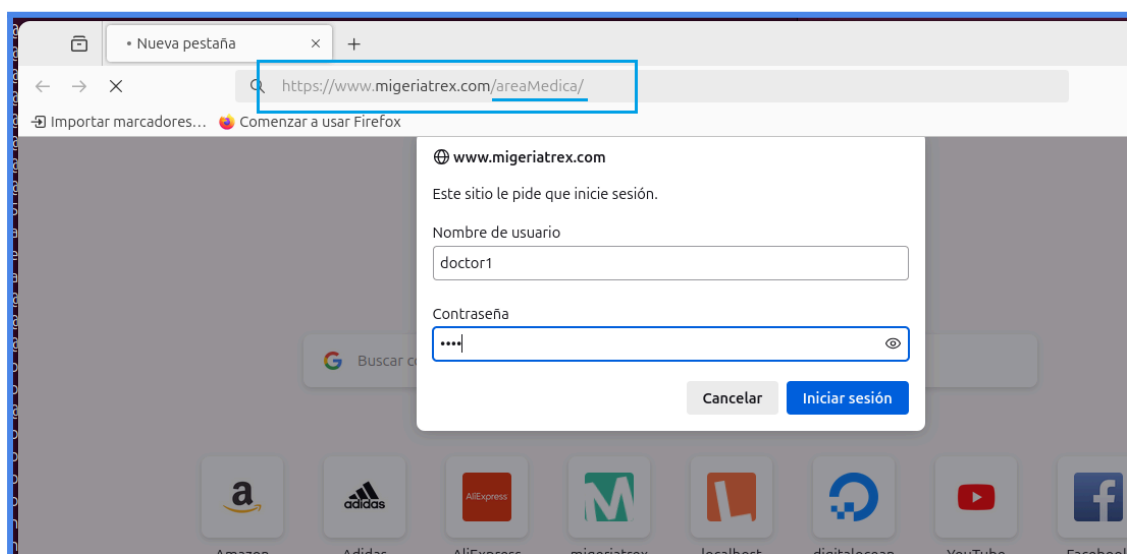 • Nueva pestaña
https://www.migeriatrex.com/areaMedica/
Importar marcadores... Comenzar a usar Firefox
www.migeriatrex.com
Este sitio le pide que inicie sesión.
Nombre de usuario
doctor1
Contraseña
••••
Buscar
Cancelar Iniciar sesión
a adidas AliExpress M L f
Amazon Adidas AliExpress migeriatrex localhost digitalocean YouTube Facebook